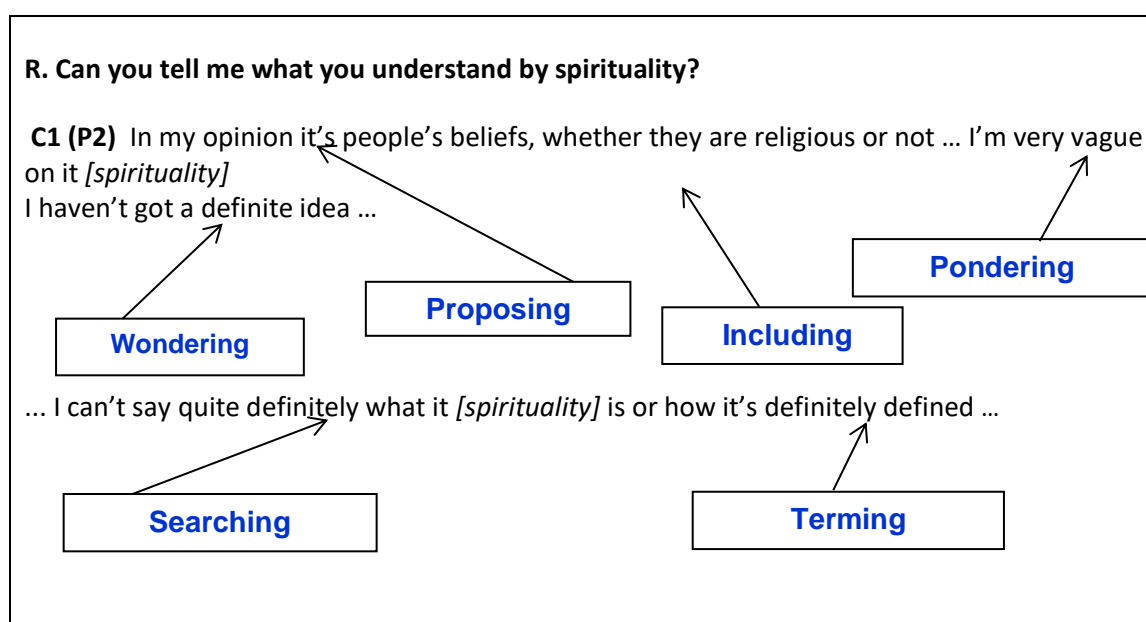 R. Can you tell me what you understand by spirituality?
C1 (P2) In my opinion it's people's beliefs, whether they are religious or not … I'm very vague
on it [spirituality]
I haven't got a definite idea …
Pondering
Proposing
Including
Wondering
... I can't say quite definitely what it [spirituality] is or how it's definitely defined …
Searching
Terming